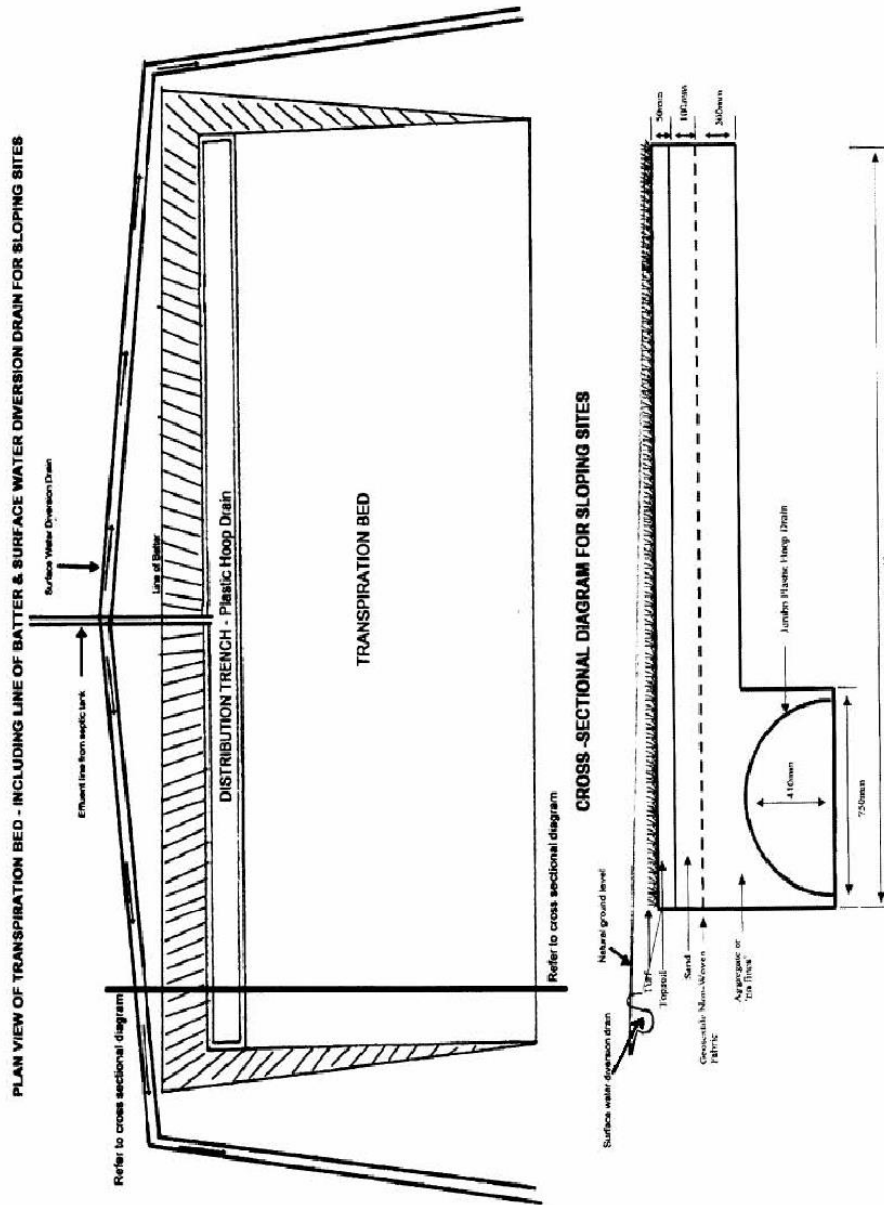 PLAN VIEW OF TRANSPIRATION BED - INCLUDING LINE OF BATTER & SURFACE WATER DIVERSION DRAIN FOR SLOPING SITES
Surface Water Diversion Drain
Effluent line from septic tank
Line of Batter
DISTRIBUTION TRENCH - Plastic Hoop Drain
TRANSPIRATION BED
Refer to cross sectional diagram
Refer to cross sectional diagram
CROSS-SECTIONAL DIAGRAM FOR SLOPING SITES
Natural ground level
Surface water diversion drain
Turf
Topsoil
Sand
Geotextile Non-Woven
Fabric
Aggregate or
50mm
100mm
Jumbo Plastic Hoop Drain
410mm
750mm